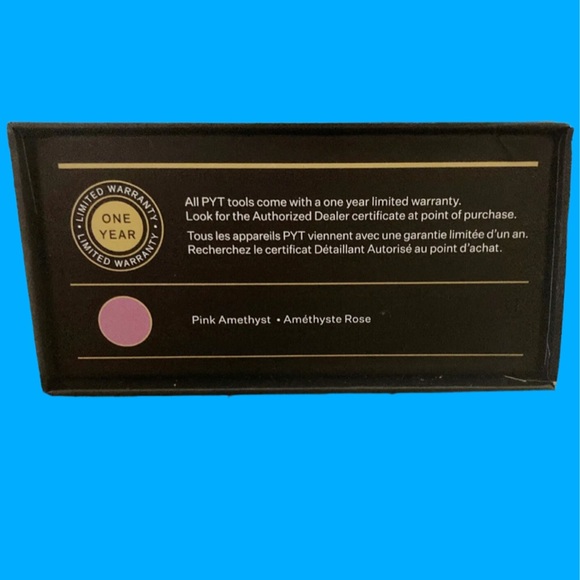 • LIMITED WARRANTY •
ONE
YEAR
LIMITED WARRANTY
All PYT tools come with a one year limited warranty.
Look for the Authorized Dealer certificate at point of purchase.
Tous les appareils PYT viennent avec une garantie limitée d'un an.
Recherchez le certificat Détaillant Autorisé au point d'achat.
Pink Amethyst • Améthyste Rose